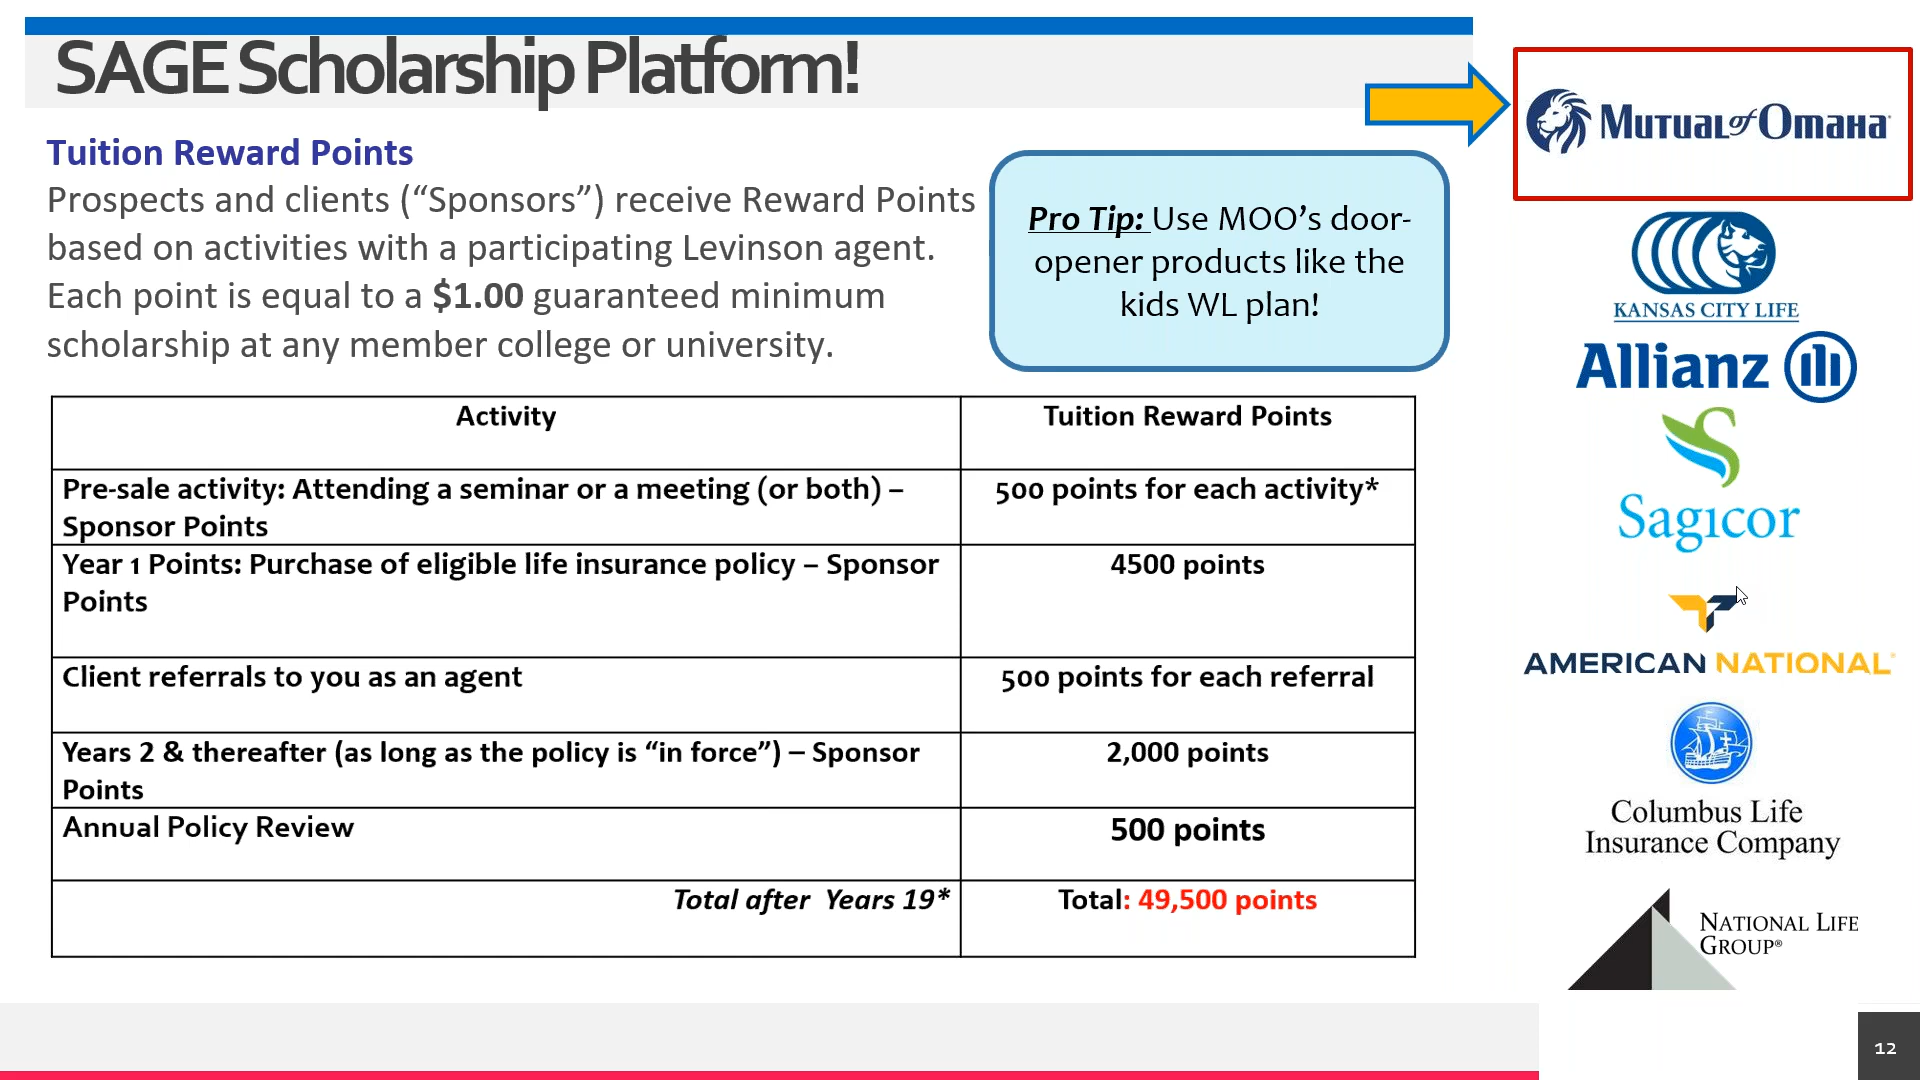 SAGE Scholarship Platform!
Tuition Reward Points
Prospects and clients (“Sponsors”) receive Reward Points
based on activities with a participating Levinson agent.
Each point is equal to a $1.00 guaranteed minimum
scholarship at any member college or university.
Pro Tip: Use MOO’s door-
opener products like the
kids WL plan!
Activity
Tuition Reward Points
Pre-sale activity: Attending a seminar or a meeting (or both) –
Sponsor Points
500 points for each activity*
Year 1 Points: Purchase of eligible life insurance policy – Sponsor
Points
4500 points
Client referrals to you as an agent
500 points for each referral
Years 2 & thereafter (as long as the policy is “in force”) – Sponsor
Points
2,000 points
Annual Policy Review
500 points
Total after  Years 19*
Total: 49,500 points
Mutual of Omaha
KANSAS CITY LIFE
Allianz
Sagicor
AMERICAN NATIONAL®
Columbus Life
Insurance Company
NATIONAL LIFE
GROUP®
12